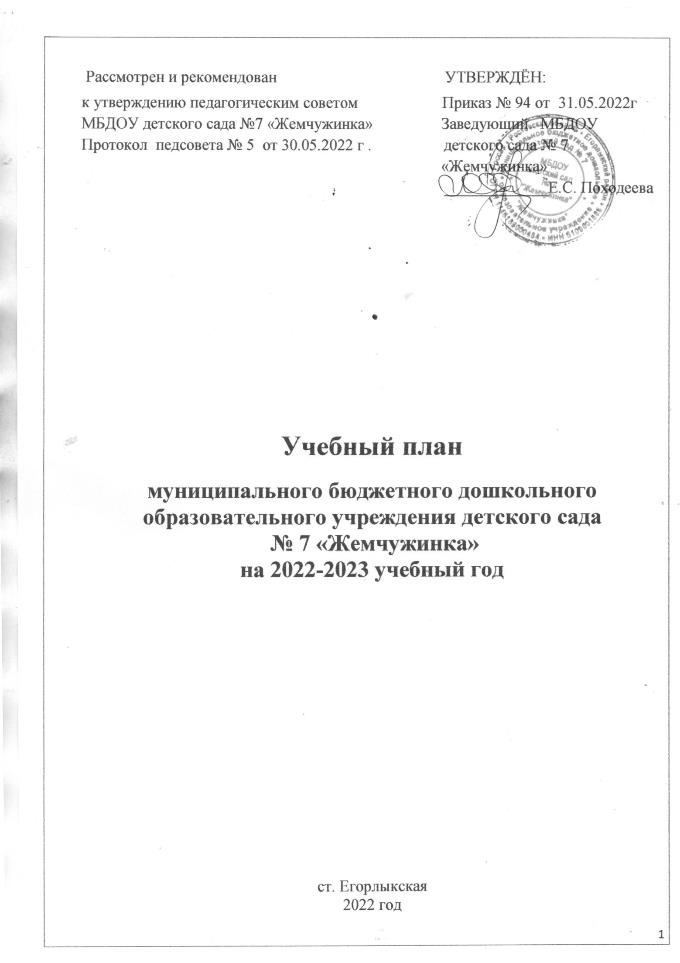 Рассмотрен и рекомендован
к утверждению педагогическим советом
МБДОУ детского сада №7 «Жемчужинка»
Протокол педсовета № 5 от 30.05.2022 г .
УТВЕРЖДЁН:
Приказ № 94 от 31.05.2022г
Заведующий МБДОУ
детского сада № 7
«Жемчужинка»
Е.С. Походеева
Учебный план
муниципального бюджетного дошкольного
образовательного учреждения детского сада
№ 7 «Жемчужинка»
на 2022-2023 учебный год
ст. Егорлыкская
2022 год
1